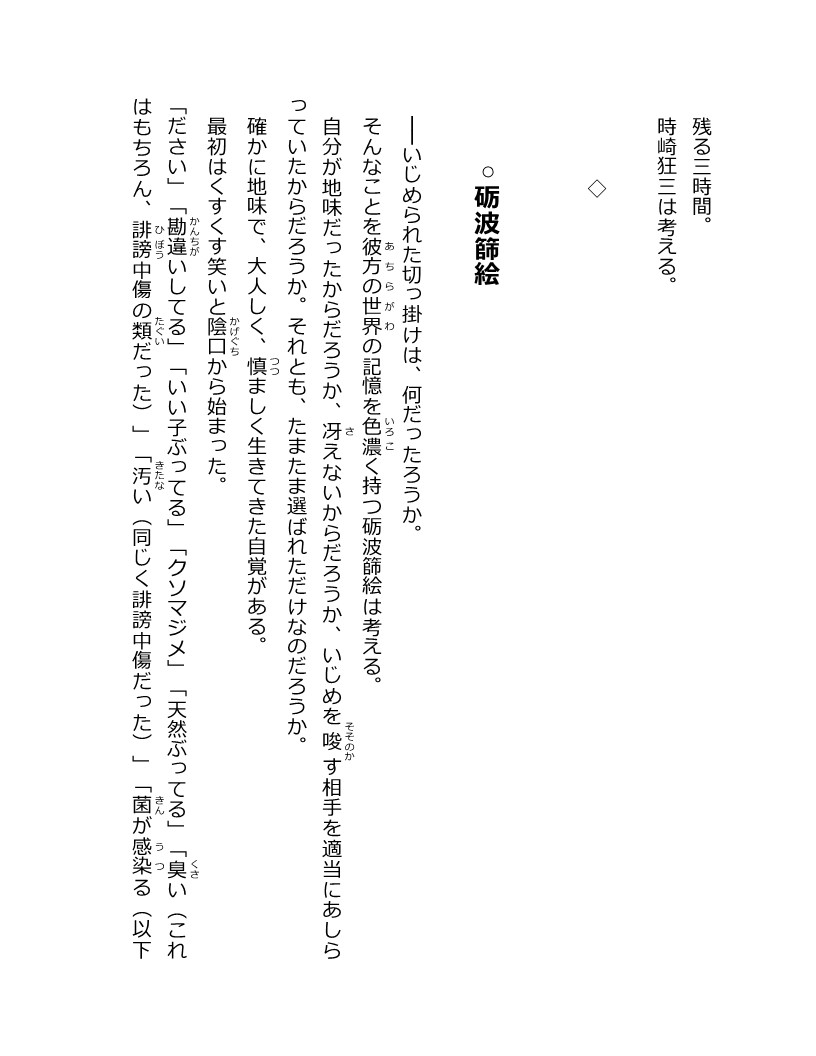 残る三時間。
時崎狂三は考える。
◇
○砺波篩絵
──いじめられた切っ掛けは、何だったろうか。
そんなことを彼方の世界の記憶を色濃く持つ砺波篩絵は考える。
自分が地味だったからだろうか、冴えないからだろうか、いじめを唆す相手を適当にあしら
っていたからだろうか。それとも、たまたま選ばれただけなのだろうか。
確かに地味で、大人しく、慎ましく生きてきた自覚がある。
最初はくすくす笑いと陰口から始まった。
「ださい」「勘違いしてる」「いい子ぶってる」「クソマジメ」「天然ぶってる」「臭い（これ
はもちろん、誹謗中傷の類だった）」「汚い（同じく誹謗中傷だった）」「菌が感染る（以下